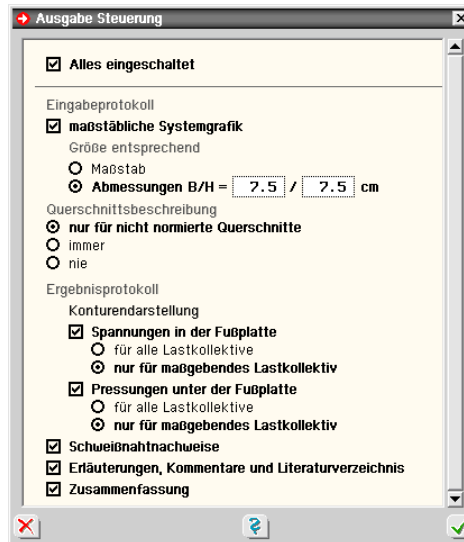 Ausgabe Steuerung
Alles eingeschaltet
Eingabeprotokoll
maßstäbliche Systemgrafik
Größe entsprechend
Maßstab
Abmessungen B/H = 7.5 / 7.5 cm
Querschnittsbeschreibung
nur für nicht normierte Querschnitte
immer
nie
Ergebnisprotokoll
Konturendarstellung
Spannungen in der Fußplatte
für alle Lastkollektive
nur für maßgebendes Lastkollektiv
Pressungen unter der Fußplatte
für alle Lastkollektive
nur für maßgebendes Lastkollektiv
Schweißnahtnachweise
Erläuterungen, Kommentare und Literaturverzeichnis
Zusammenfassung